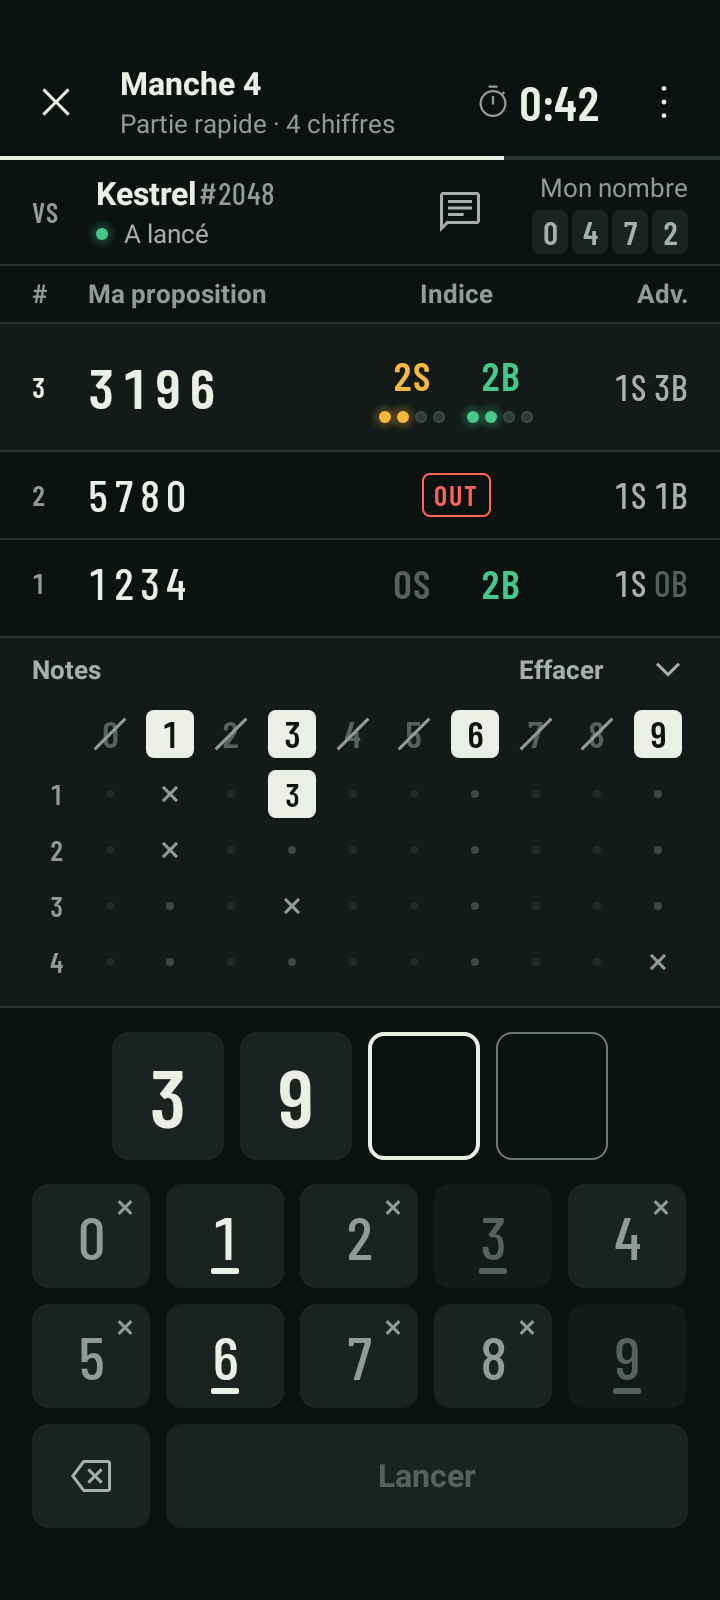 Manche 4
Partie rapide · 4 chiffres
0:42
VS
Kestrel #2048
A lancé
Mon nombre
0 4 7 2
# Ma proposition Indice Adv.
3 3196 2S 2B 1S 3B
2 5780 OUT 1S 1B
1 1234 0S 2B 1S 0B
Notes Effacer
0 1 2 3 4 5 6 7 8 9
1 × 3
2 ×
3 ×
4 ×
3 9
0 × 1 2 × 3 4 ×
5 × 6 7 × 8 × 9
Lancer